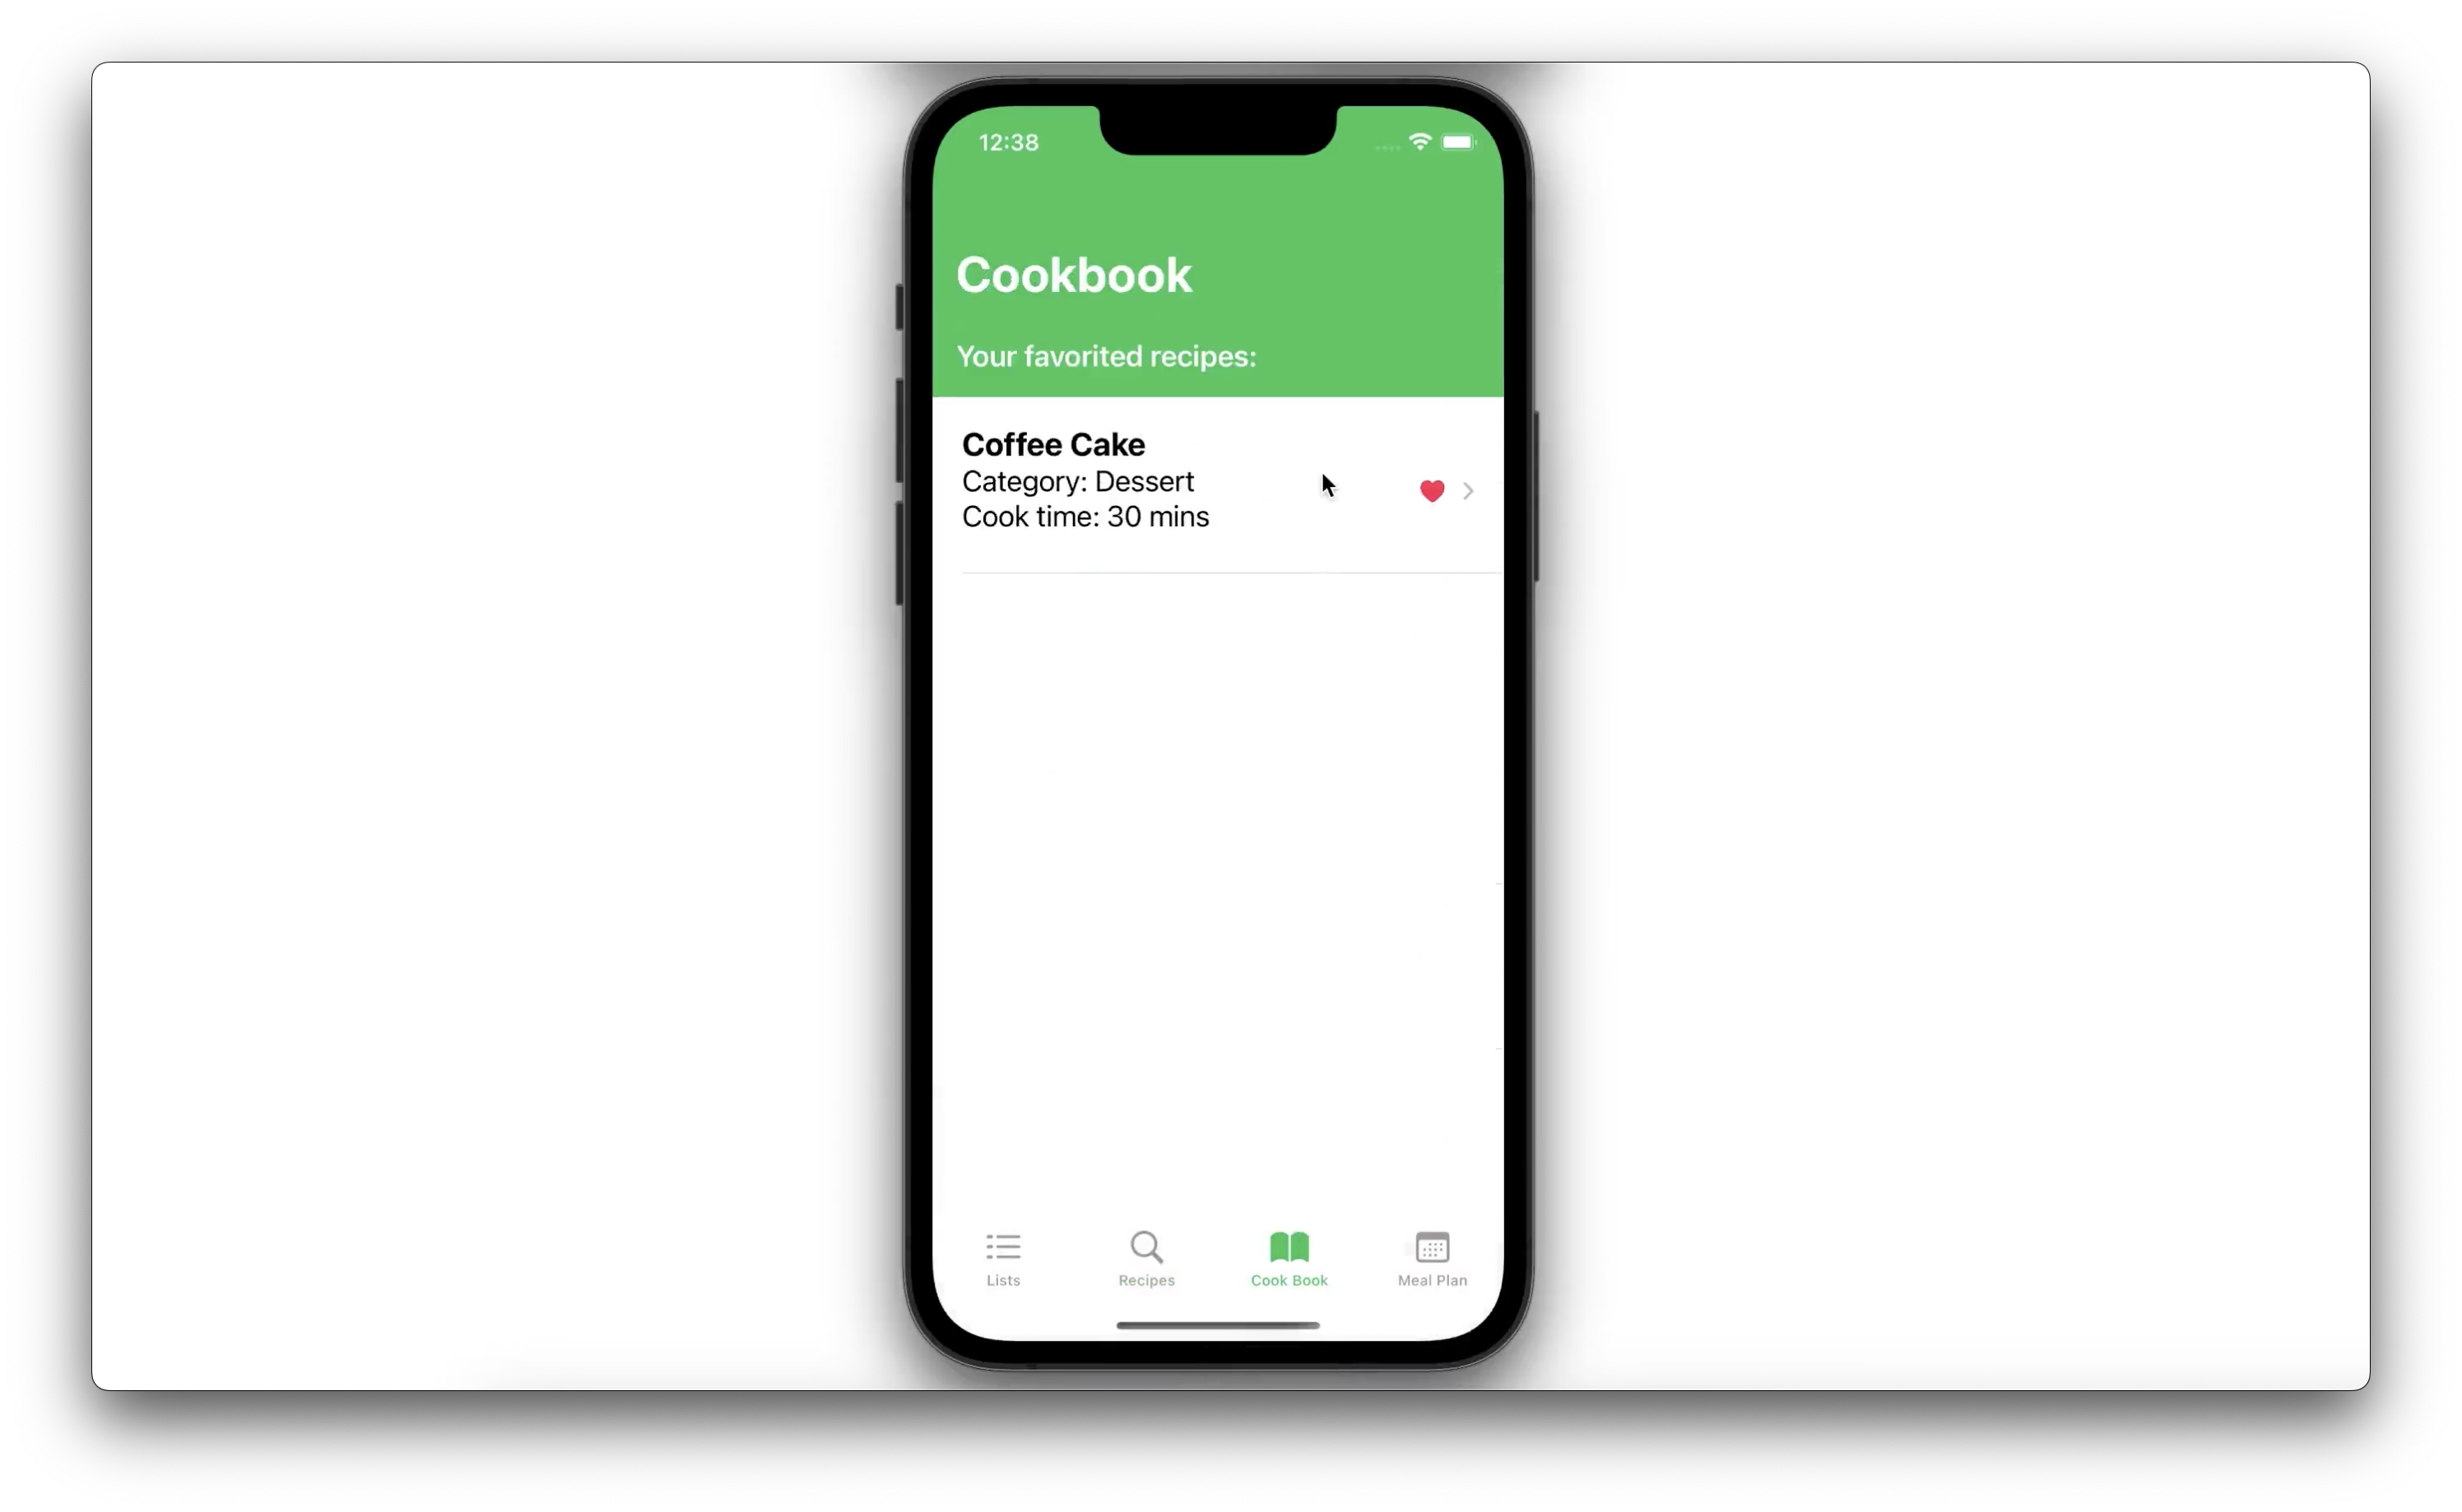 12:38
Cookbook
Your favorited recipes:
Coffee Cake
Category: Dessert
Cook time: 30 mins
Lists
Recipes
Cook Book
Meal Plan